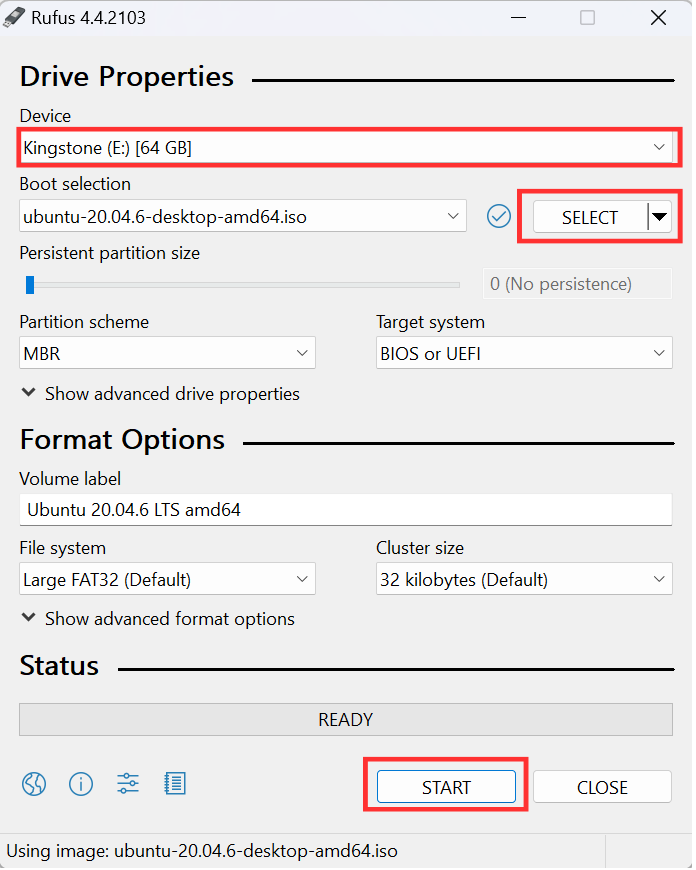 Rufus 4.4.2103
Drive Properties
Device
Kingstone (E:) [64 GB]
Boot selection
ubuntu-20.04.6-desktop-amd64.iso
SELECT
Persistent partition size
0 (No persistence)
Partition scheme
Target system
MBR
BIOS or UEFI
Show advanced drive properties
Format Options
Volume label
Ubuntu 20.04.6 LTS amd64
File system
Cluster size
Large FAT32 (Default)
32 kilobytes (Default)
Show advanced format options
Status
READY
START
CLOSE
Using image: ubuntu-20.04.6-desktop-amd64.iso